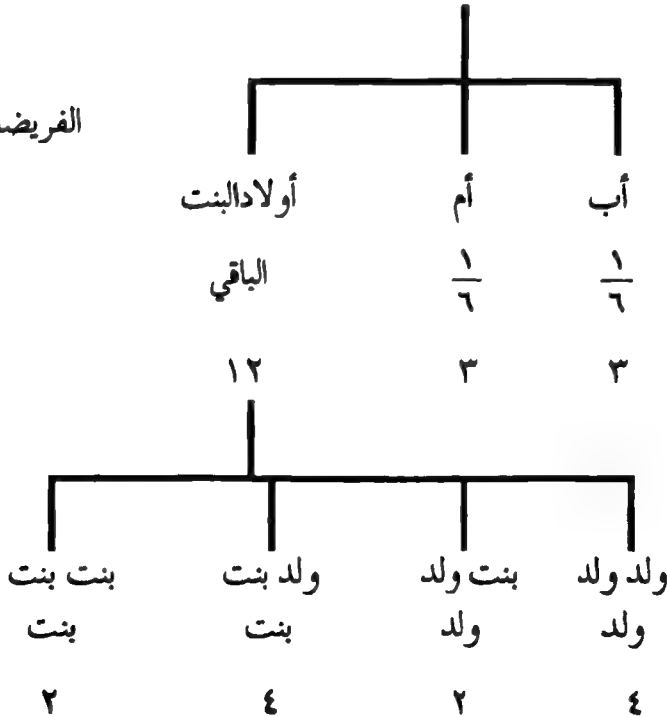 الفريضة
أب أم أولادالبنت
١/٦ ١/٦ الباقي
٣ ٣ ١٢
ولد ولد بنت ولد ولد بنت بنت بنت
ولد ولد بنت بنت
٤ ٢ ٤ ٢